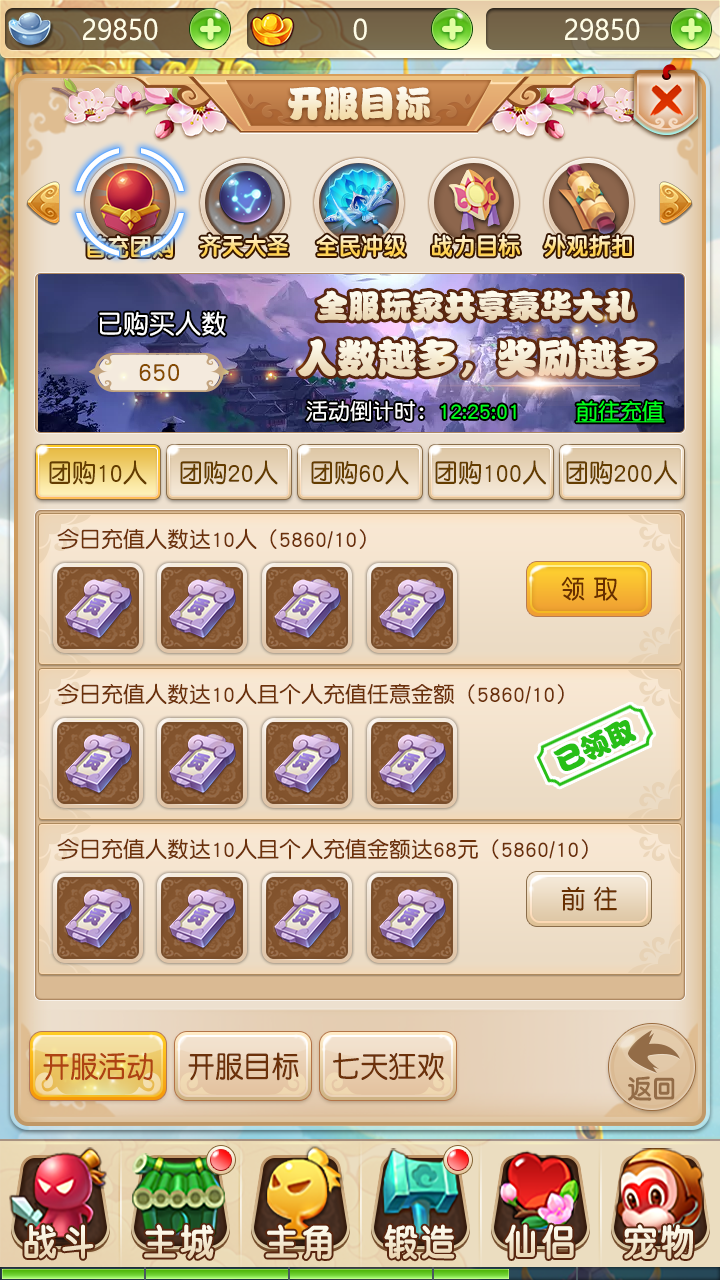 29850
0
29850
开服目标
首充团购
齐天大圣
全民冲级
战力目标
外观折扣
已购买人数
650
全服玩家共享豪华大礼
人数越多，奖励越多
活动倒计时：12:25:01
前往充值
团购10人
团购20人
团购60人
团购100人
团购200人
今日充值人数达10人（5860/10）
领取
今日充值人数达10人且个人充值任意金额（5860/10）
已领取
今日充值人数达10人且个人充值金额达68元（5860/10）
前往
开服活动
开服目标
七天狂欢
返回
战斗
主城
主角
锻造
仙侣
宠物